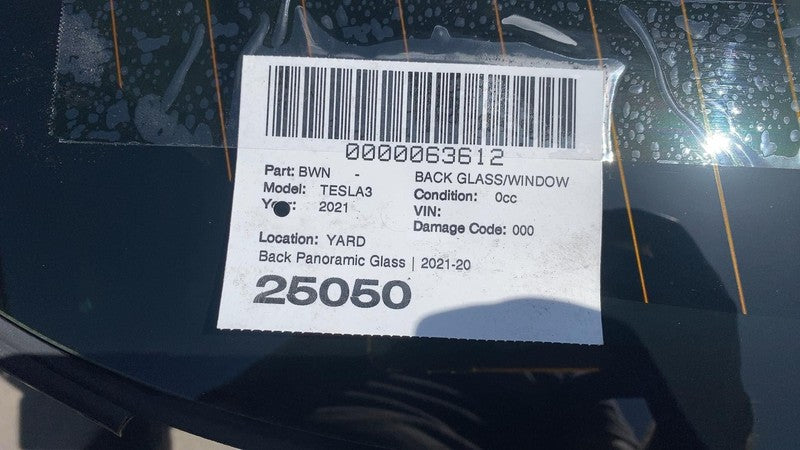 0000063612
Part: BWN - BACK GLASS/WINDOW
Model: TESLA3 Condition: 0cc
2021 VIN:
Damage Code: 000
Location: YARD
Back Panoramic Glass | 2021-20
25050